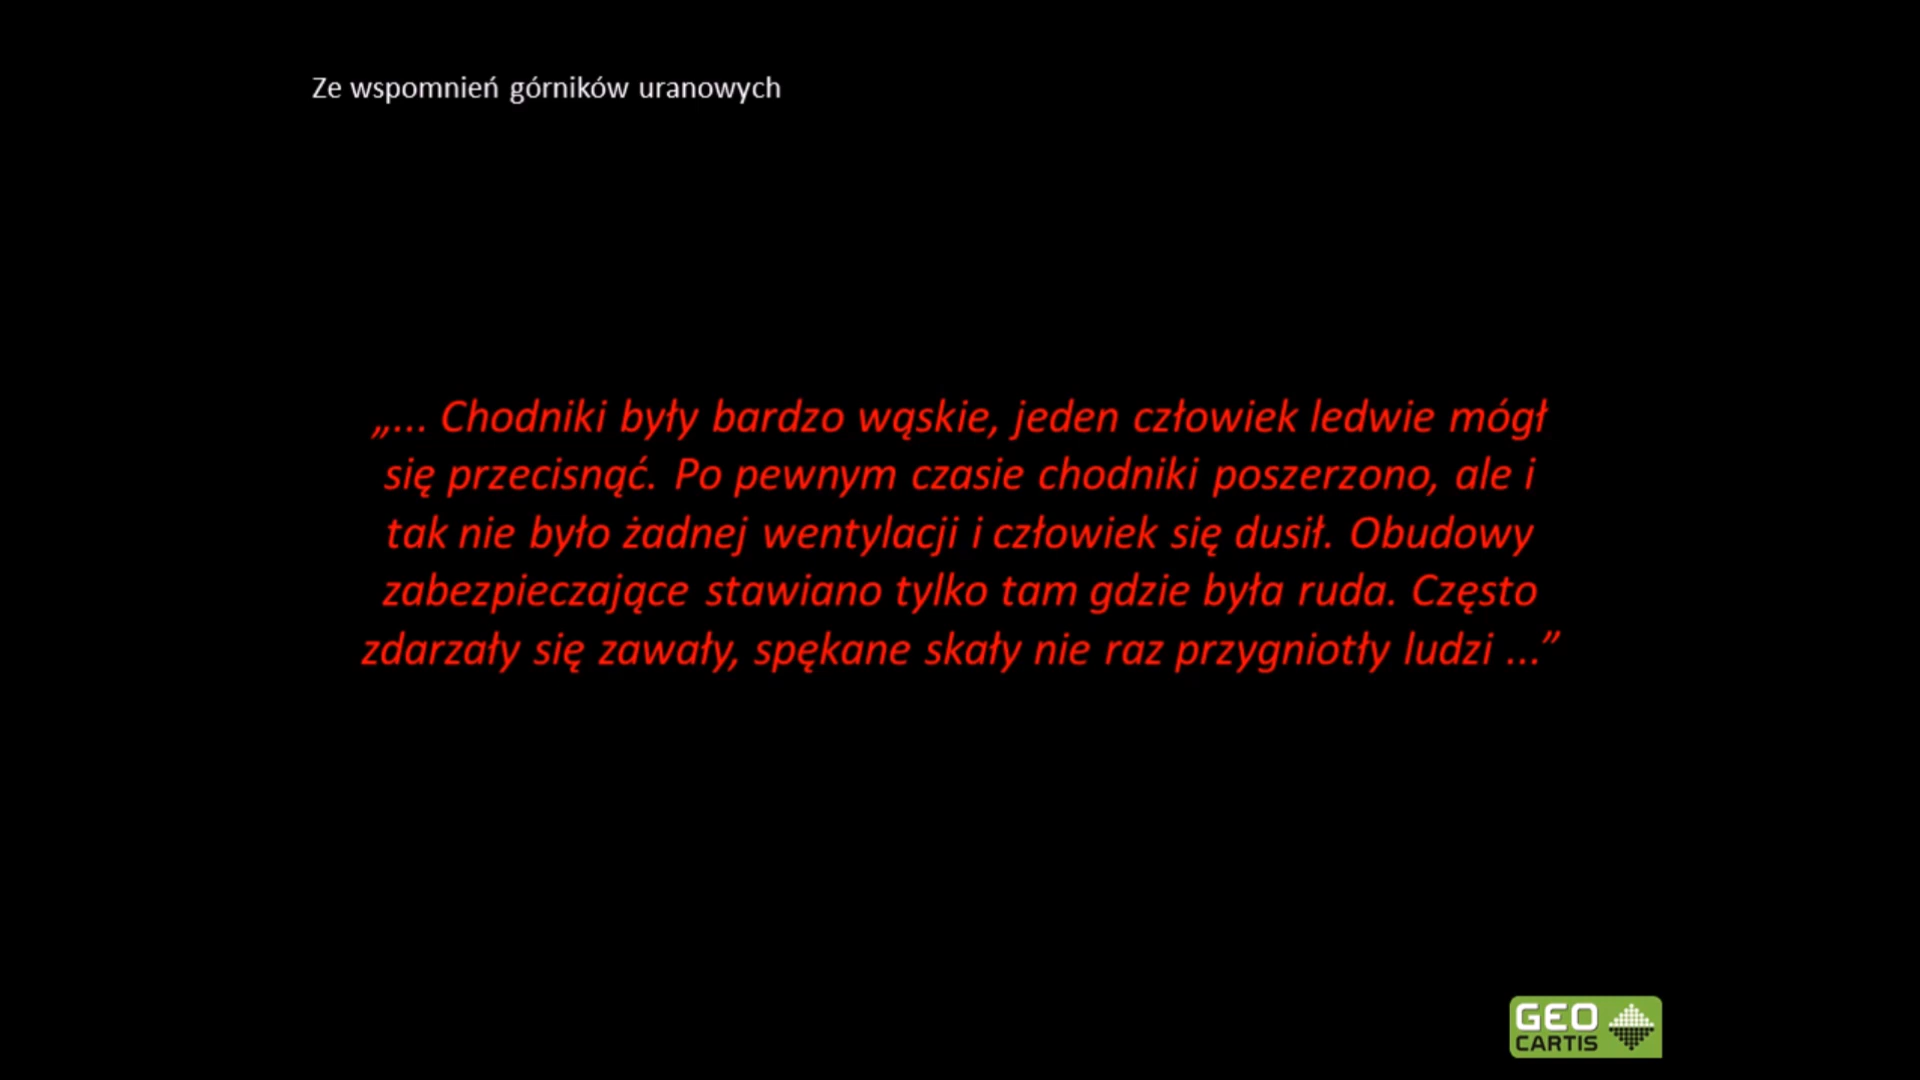 Ze wspomnień górników uranowych
„... Chodniki były bardzo wąskie, jeden człowiek ledwie mógł
się przecisnąć. Po pewnym czasie chodniki poszerzono, ale i
tak nie było żadnej wentylacji i człowiek się dusił. Obudowy
zabezpieczające stawiano tylko tam gdzie była ruda. Często
zdarzały się zawały, spękane skały nie raz przygniotły ludzi ...”
GEO
CARTIS